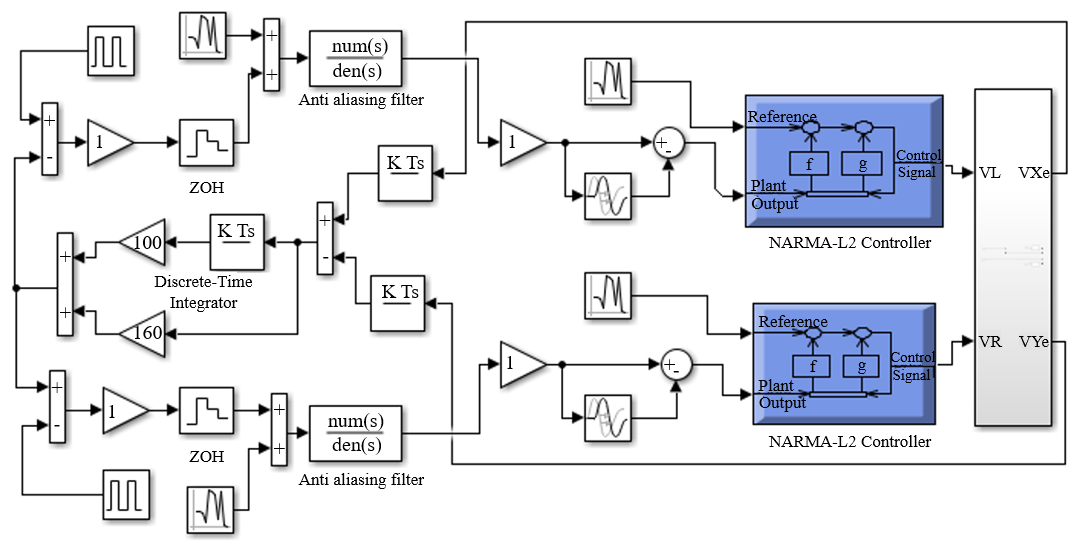 +
-
1
ZOH
+
+
num(s)
den(s)
Anti aliasing filter
1
+
-
Reference
f
g
Control
Signal
Plant
Output
NARMA-L2 Controller
VL
VXe
VR
VYe
K Ts
+
-
K Ts
K Ts
Discrete-Time
Integrator
100
160
+
+
+
-
1
ZOH
+
+
num(s)
den(s)
Anti aliasing filter
1
+
-
Reference
f
g
Control
Signal
Plant
Output
NARMA-L2 Controller